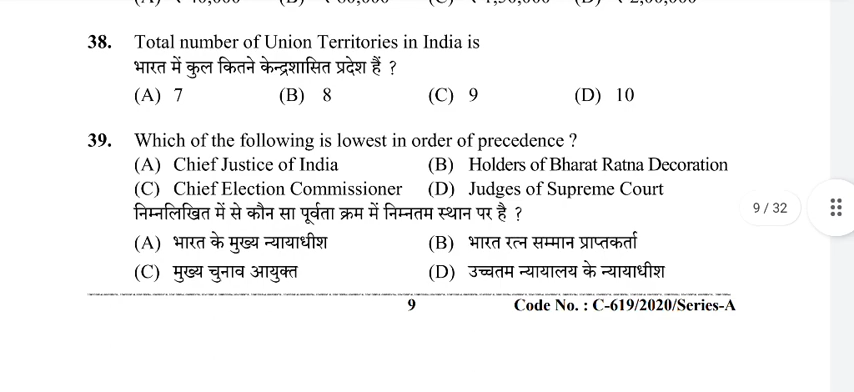 38. Total number of Union Territories in India is
भारत में कुल कितने केन्द्रशासित प्रदेश हैं ?
(A) 7 (B) 8 (C) 9 (D) 10
39. Which of the following is lowest in order of precedence ?
(A) Chief Justice of India (B) Holders of Bharat Ratna Decoration
(C) Chief Election Commissioner (D) Judges of Supreme Court
निम्नलिखित में से कौन सा पूर्वता क्रम में निम्नतम स्थान पर है ?
(A) भारत के मुख्य न्यायाधीश (B) भारत रत्न सम्मान प्राप्तकर्ता
(C) मुख्य चुनाव आयुक्त (D) उच्चतम न्यायालय के न्यायाधीश
9 / 32
9 Code No. : C-619/2020/Series-A